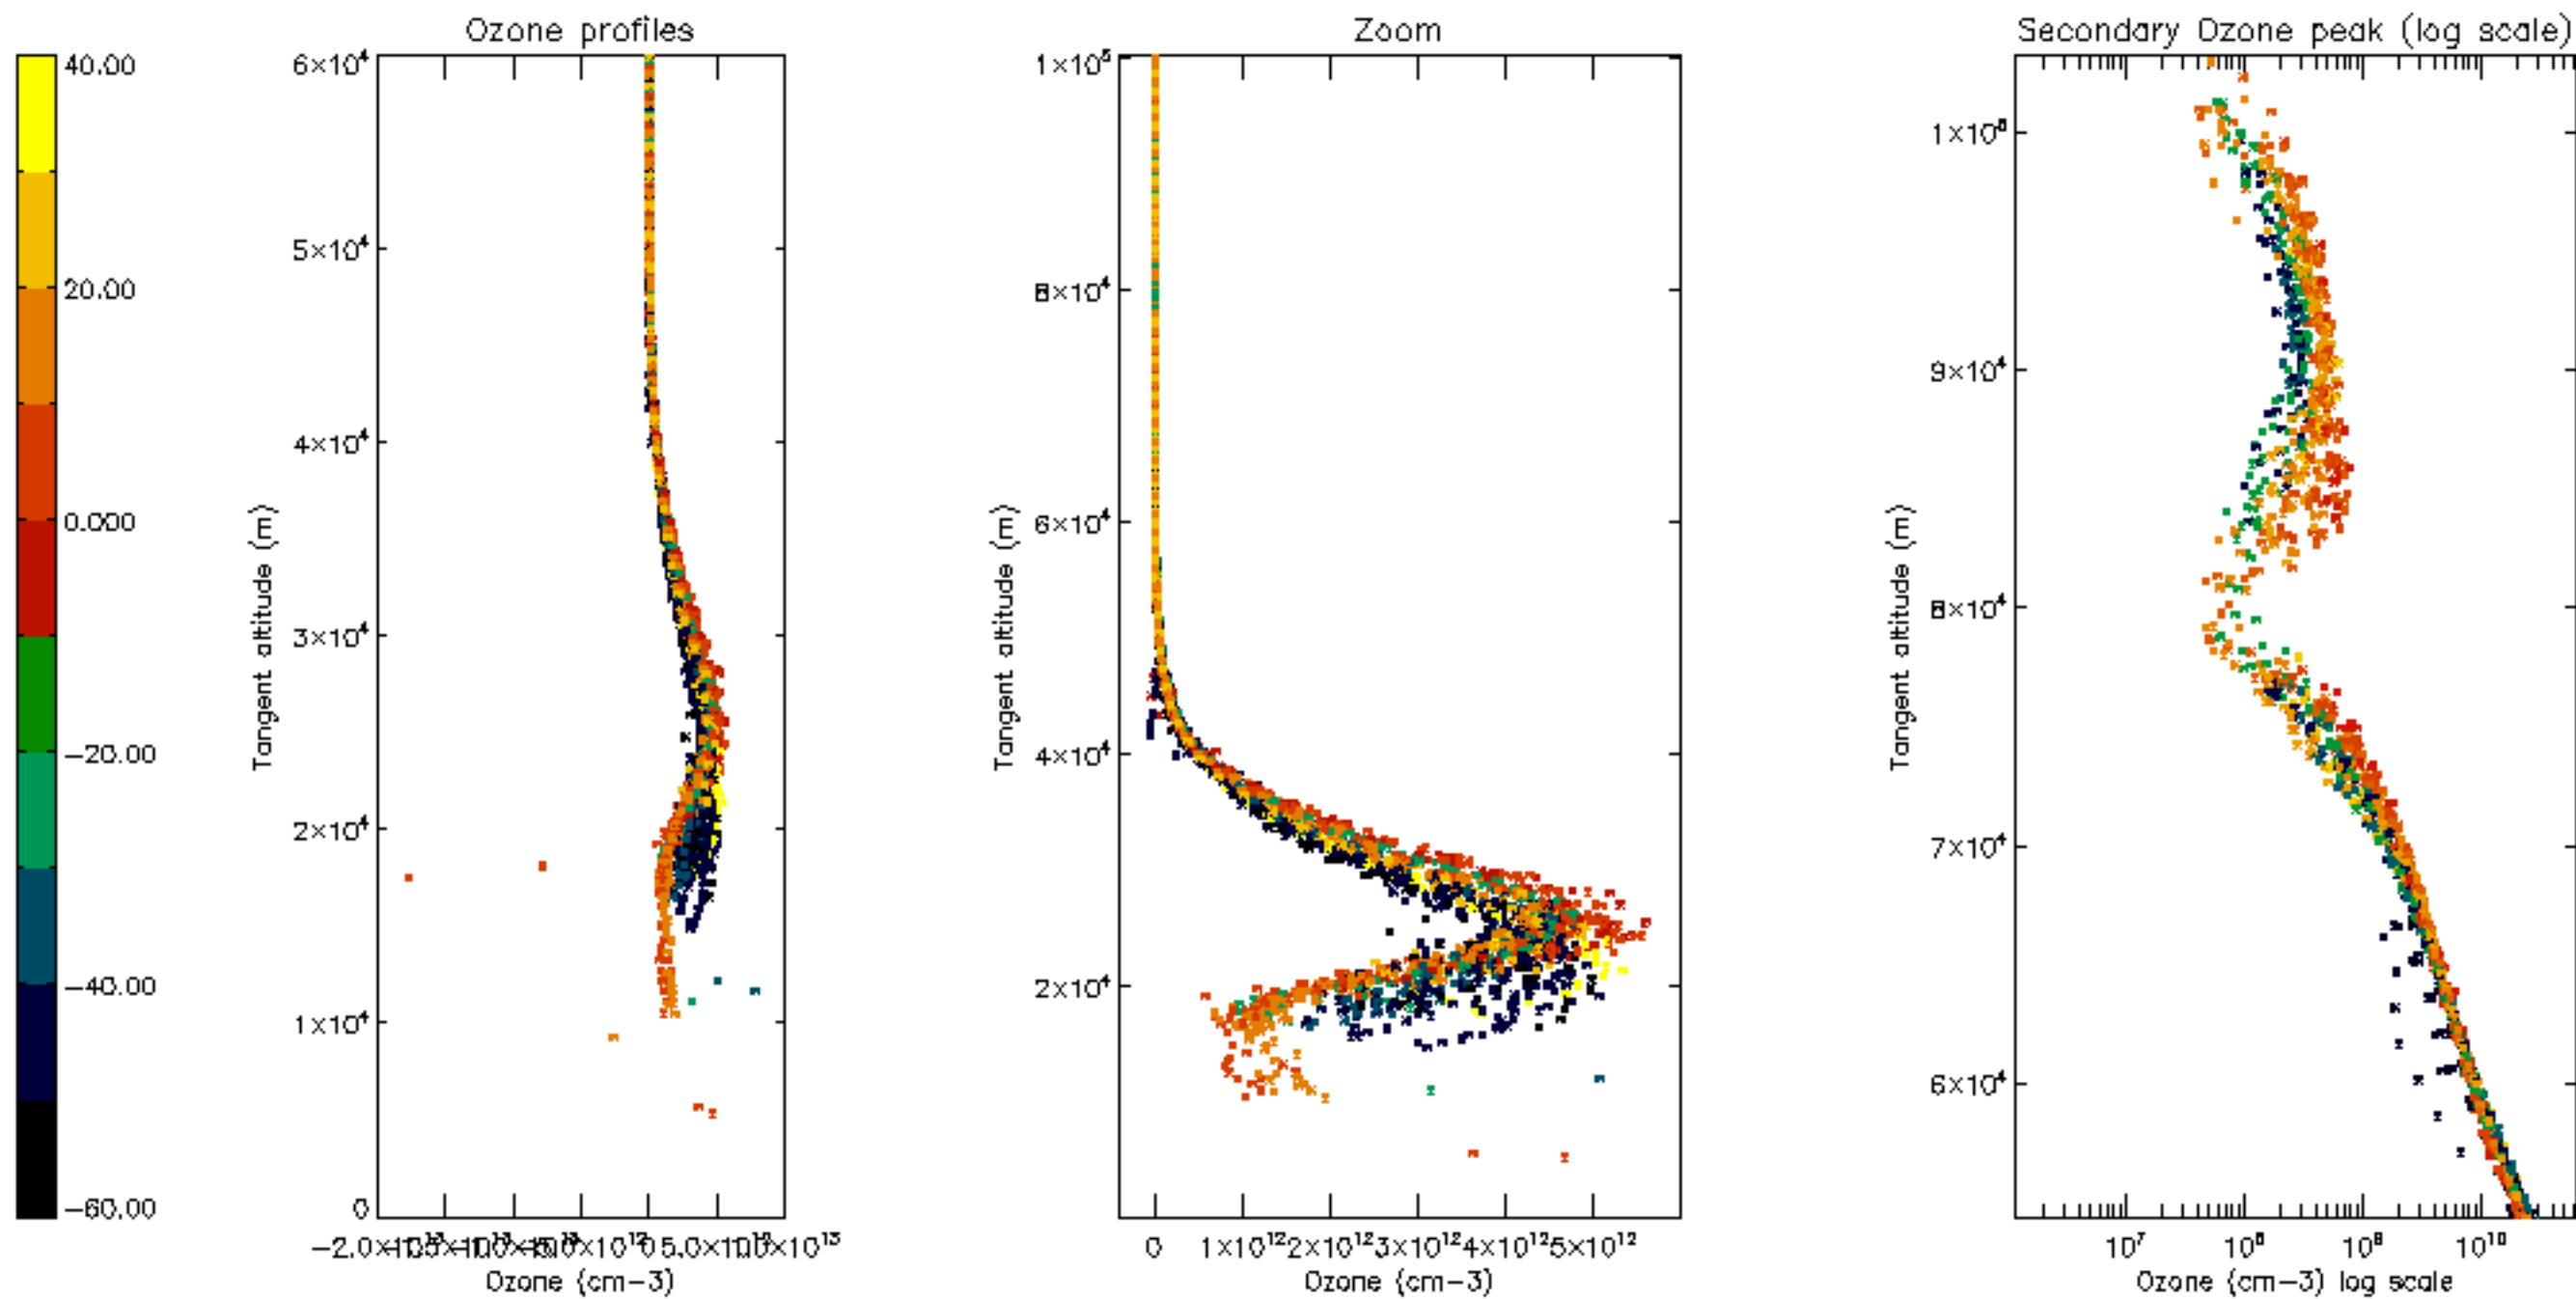 Ozone profiles
40.00
20.00
0.000
−20.00
−40.00
−60.00
6×10⁴
5×10⁴
4×10⁴
3×10⁴
2×10⁴
1×10⁴
0
Tangent altitude (m)
Ozone (cm−3)
Zoom
1×10⁵
8×10⁴
6×10⁴
4×10⁴
2×10⁴
Tangent altitude (m)
0 1×10¹² 2×10¹² 3×10¹² 4×10¹² 5×10¹²
Ozone (cm−3)
Secondary Ozone peak (log scale)
1×10⁵
9×10⁴
8×10⁴
7×10⁴
6×10⁴
Tangent altitude (m)
10⁷ 10⁸ 10⁹ 10¹⁰
Ozone (cm−3) log scale